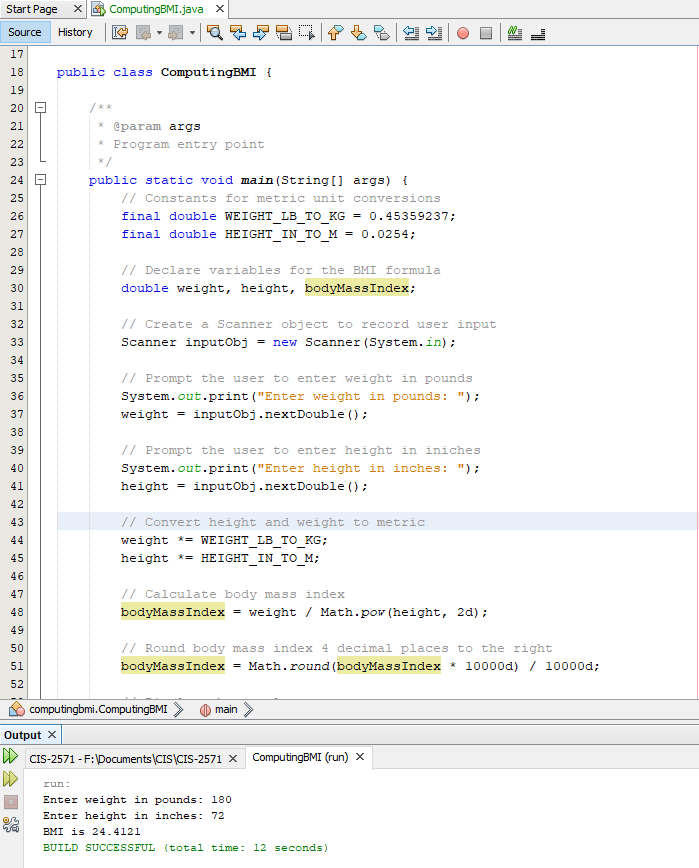 Start Page
ComputingBMI.java
Source History
17
18 public class ComputingBMI {
19
20 /**
21 * @param args
22 * Program entry point
23 */
24 public static void main(String[] args) {
25 // Constants for metric unit conversions
26 final double WEIGHT_LB_TO_KG = 0.45359237;
27 final double HEIGHT_IN_TO_M = 0.0254;
28
29 // Declare variables for the BMI formula
30 double weight, height, bodyMassIndex;
31
32 // Create a Scanner object to record user input
33 Scanner inputObj = new Scanner(System.in);
34
35 // Prompt the user to enter weight in pounds
36 System.out.print("Enter weight in pounds: ");
37 weight = inputObj.nextDouble();
38
39 // Prompt the user to enter height in iniches
40 System.out.print("Enter height in inches: ");
41 height = inputObj.nextDouble();
42
43 // Convert height and weight to metric
44 weight *= WEIGHT_LB_TO_KG;
45 height *= HEIGHT_IN_TO_M;
46
47 // Calculate body mass index
48 bodyMassIndex = weight / Math.pow(height, 2d);
49
50 // Round body mass index 4 decimal places to the right
51 bodyMassIndex = Math.round(bodyMassIndex * 10000d) / 10000d;
52
computingbmi.ComputingBMI main
Output
CIS-2571 - F:\Documents\CIS\CIS-2571
ComputingBMI (run)
run:
Enter weight in pounds: 180
Enter height in inches: 72
BMI is 24.4121
BUILD SUCCESSFUL (total time: 12 seconds)